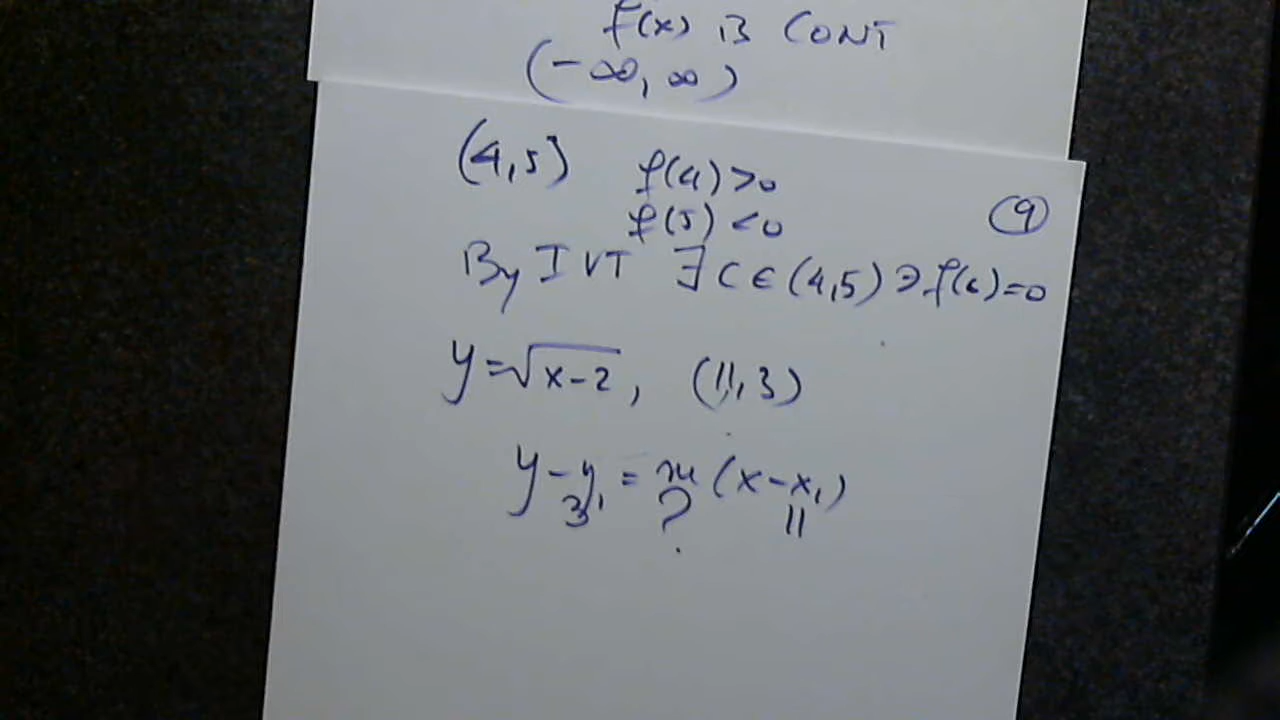 f(x) is CONT
(-∞, ∞)
(4,5) f(4)>0
f(5)<0
⑨
By IVT ∃ c ∈ (4,5) ∋ f(c)=0
y=√x-2, (11,3)
y-y₁ = m (x-x₁)
3 ? 11